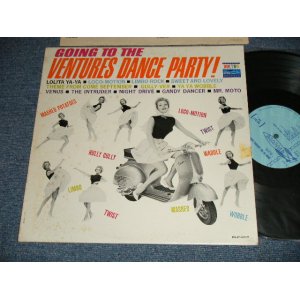 GOING TO THE
VENTURES DANCE PARTY!
LOLITA YA-YA ■ LOCO-MOTION ■ LIMBO ROCK ■ SWEET AND LOVELY
THEME FROM COME SEPTEMBER ■ GULLY-VER ■ YA YA WOBBLE
VENUS ■ THE INTRUDER ■ NIGHT DRIVE ■ GANDY DANCER ■ MR. MOTO
MASHED POTATOES
LOCO-MOTION
TWIST
HULLY GULLY
WADDLE
LIMBO
TWIST
MASHED
WOBBLE